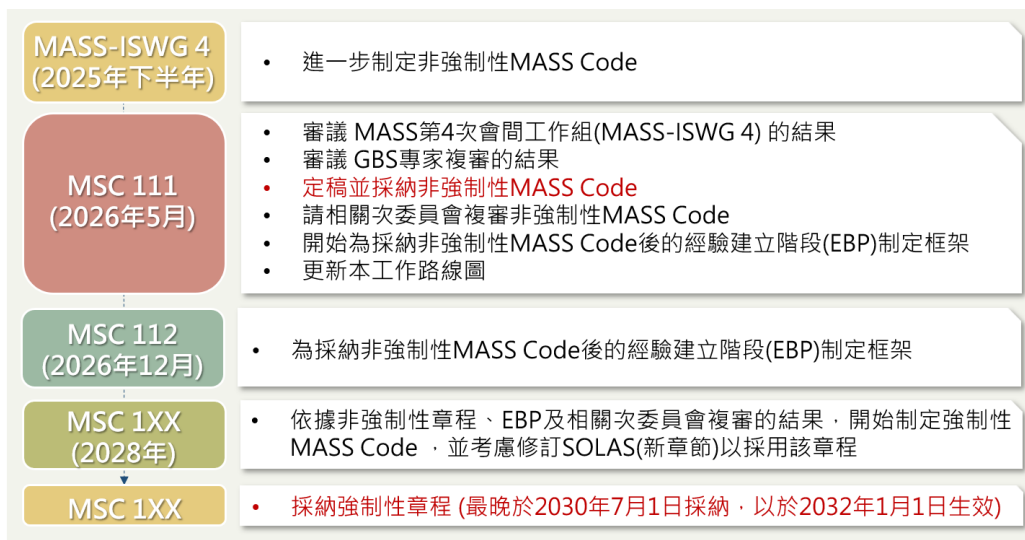 MASS-ISWG 4
(2025年下半年)
• 進一步制定非強制性MASS Code
MSC 111
(2026年5月)
• 審議 MASS第4次會間工作組(MASS-ISWG 4) 的結果
• 審議 GBS專家複審的結果
• 定稿並採納非強制性MASS Code
• 請相關次委員會複審非強制性MASS Code
• 開始為採納非強制性MASS Code後的經驗建立階段(EBP)制定框架
• 更新本工作路線圖
MSC 112
(2026年12月)
• 為採納非強制性MASS Code後的經驗建立階段(EBP)制定框架
MSC 1XX
(2028年)
• 依據非強制性章程、EBP及相關次委員會複審的結果，開始制定強制性
MASS Code ，並考慮修訂SOLAS(新章節)以採用該章程
MSC 1XX
• 採納強制性章程 (最晚於2030年7月1日採納，以於2032年1月1日生效)